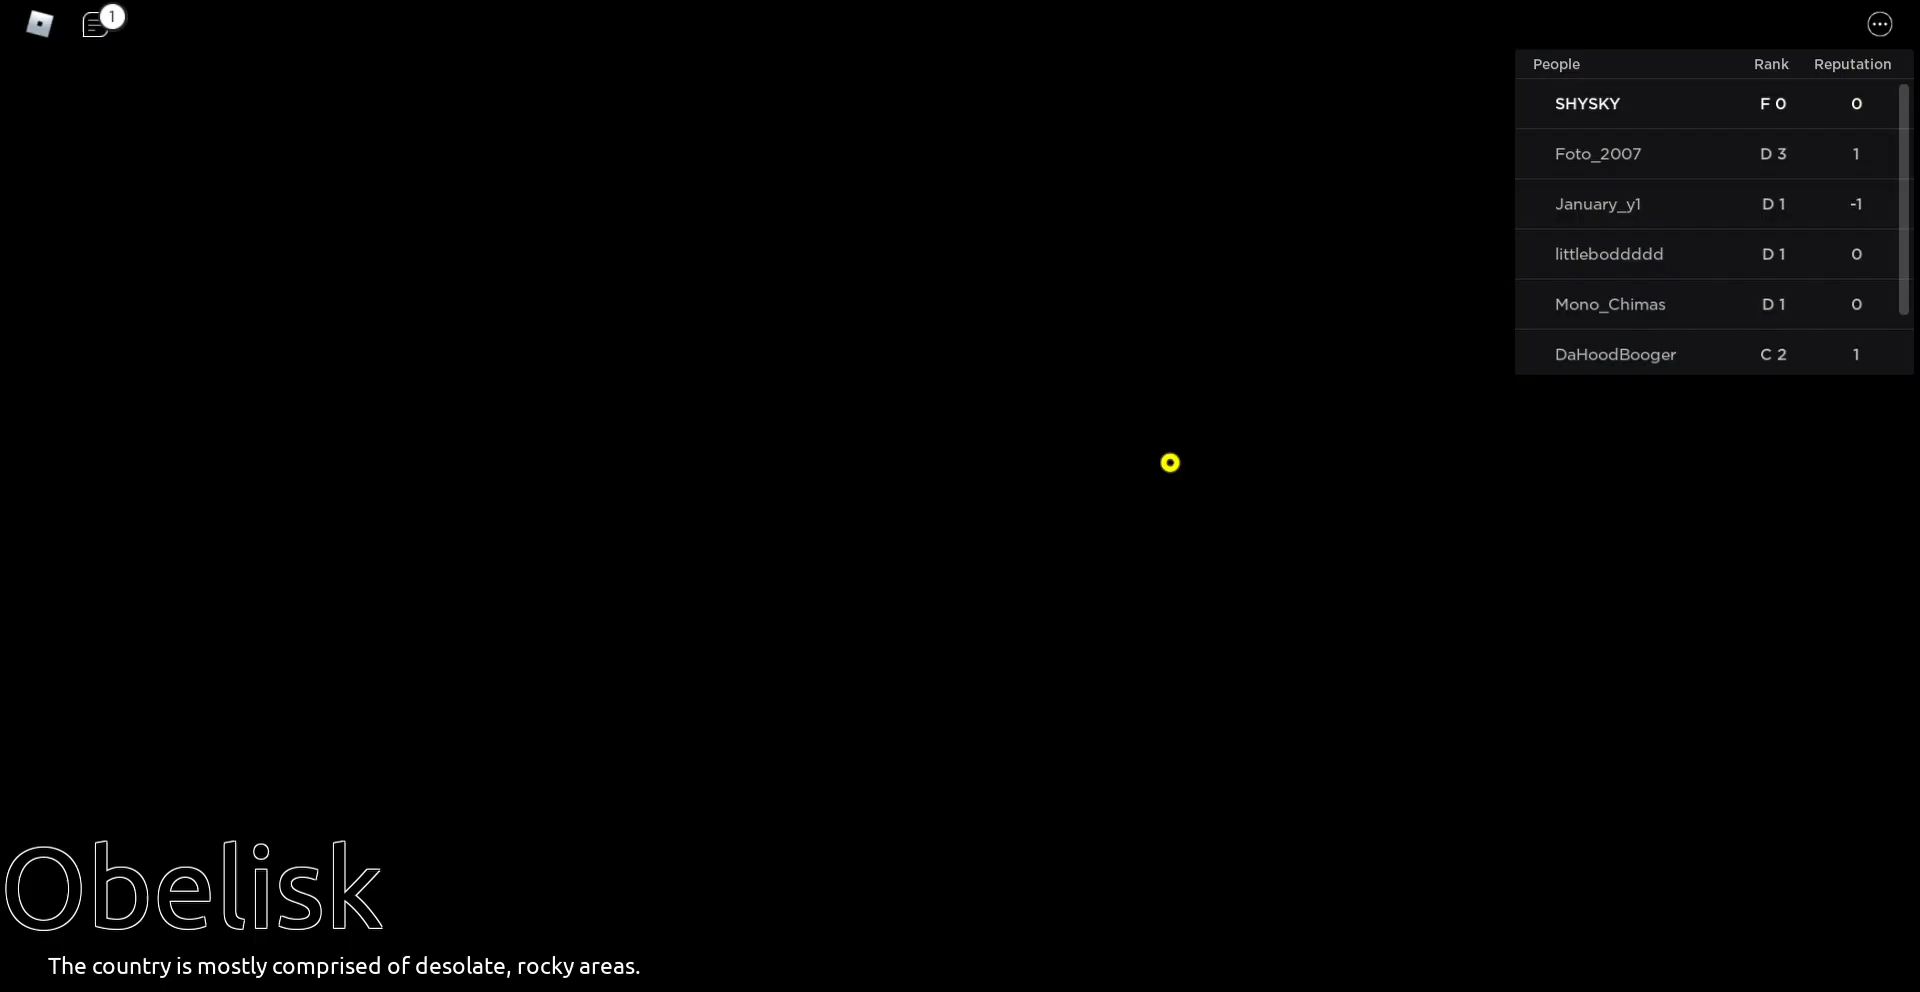 1
People Rank Reputation
SHYSKY F 0 0
Foto_2007 D 3 1
January_y1 D 1 -1
littleboddddd D 1 0
Mono_Chimas D 1 0
DaHoodBooger C 2 1
Obelisk
The country is mostly comprised of desolate, rocky areas.